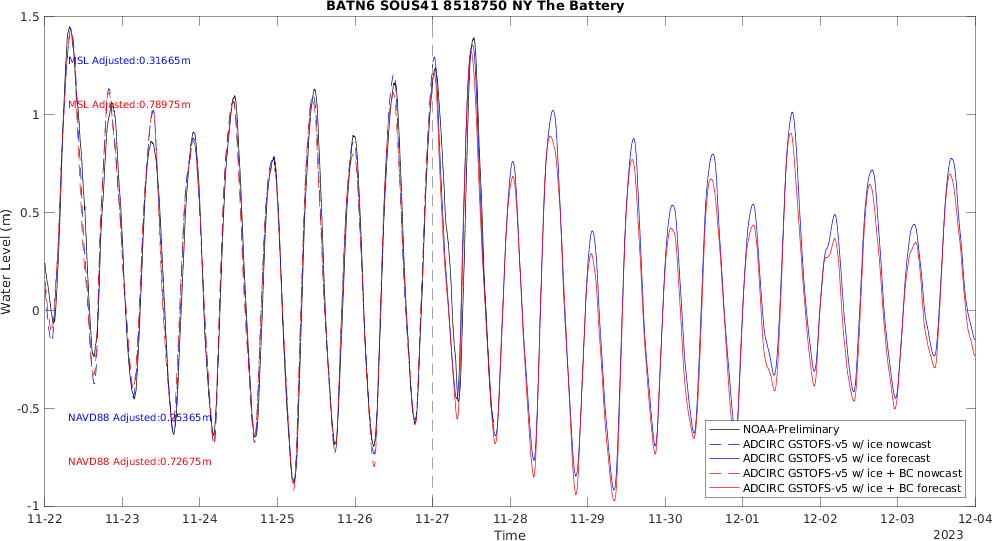 BATN6 SOUS41 8518750 NY The Battery
1.5
1
0.5
0
-0.5
-1
Water Level (m)
MSL Adjusted:0.31665m
MSL Adjusted:0.78975m
NAVD88 Adjusted:0.25365m
NAVD88 Adjusted:0.72675m
NOAA-Preliminary
ADCIRC GSTOFS-v5 w/ ice nowcast
ADCIRC GSTOFS-v5 w/ ice forecast
ADCIRC GSTOFS-v5 w/ ice + BC nowcast
ADCIRC GSTOFS-v5 w/ ice + BC forecast
11-22 11-23 11-24 11-25 11-26 11-27 11-28 11-29 11-30 12-01 12-02 12-03 12-04
Time
2023